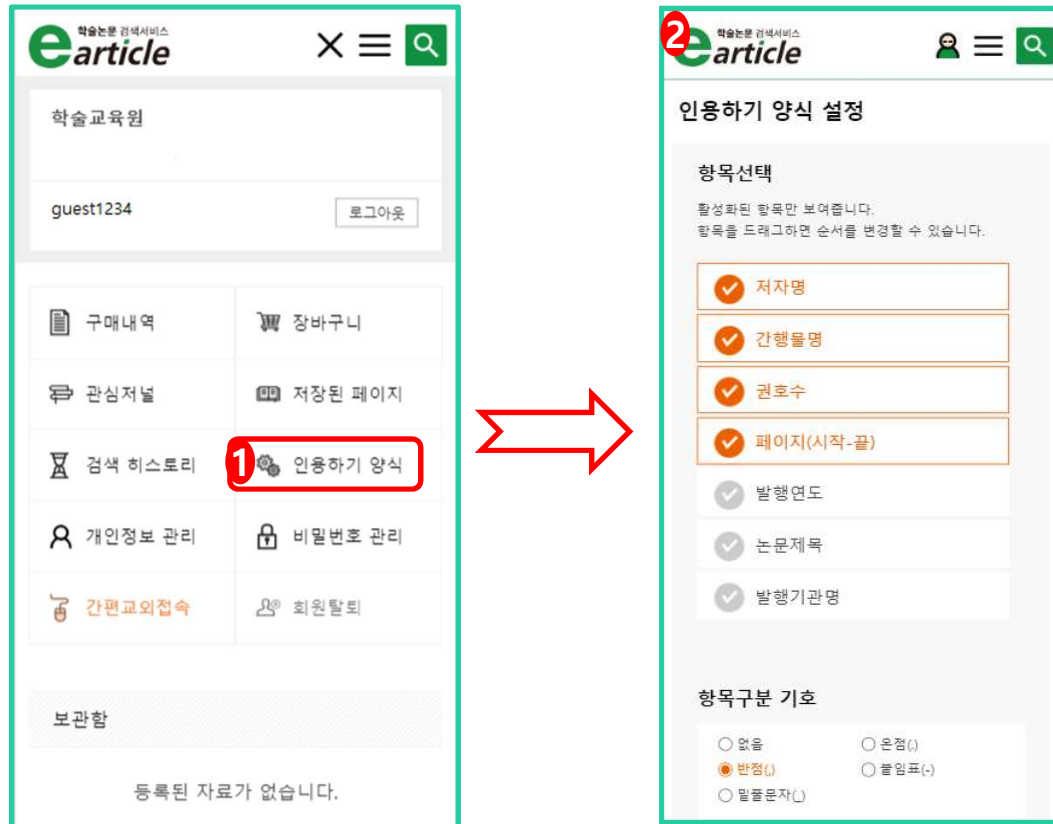 학술논문 검색서비스
earticle
학술교육원
guest1234
로그아웃
구매내역
장바구니
관심저널
저장된 페이지
검색 히스토리
1
인용하기 양식
개인정보 관리
비밀번호 관리
간편교외접속
회원탈퇴
보관함
등록된 자료가 없습니다.
2
학술논문 검색서비스
earticle
인용하기 양식 설정
항목선택
활성화된 항목만 보여줍니다.
항목을 드래그하면 순서를 변경할 수 있습니다.
저자명
간행물명
권호수
페이지(시작-끝)
발행연도
논문제목
발행기관명
항목구분 기호
없음
온점(.)
반점(,)
붙임표(-)
밑풀문자(_)